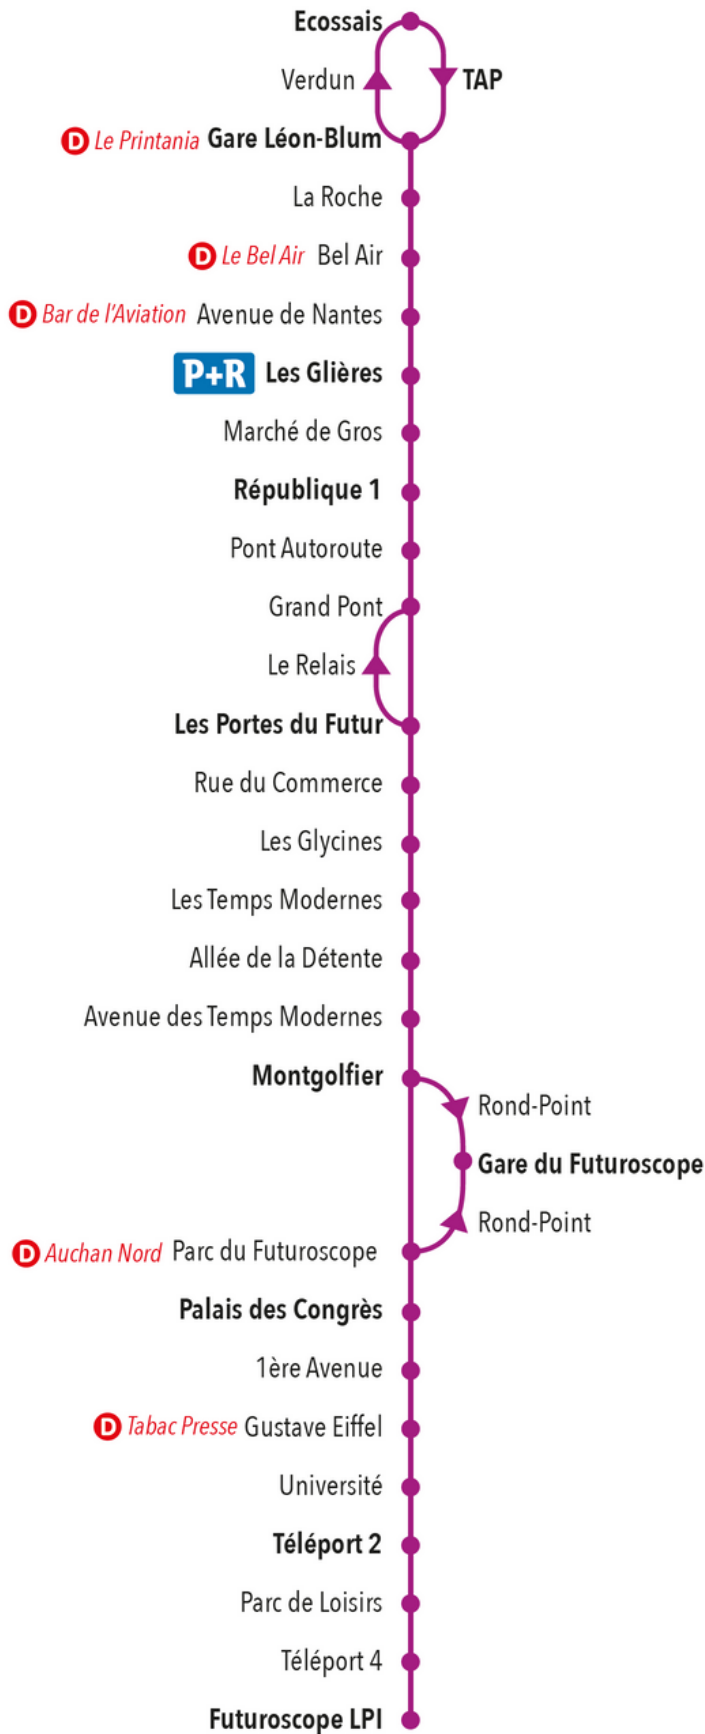 Ecossais
Verdun TAP
D Le Printania Gare Léon-Blum
La Roche
D Le Bel Air Bel Air
D Bar de l'Aviation Avenue de Nantes
P+R Les Glières
Marché de Gros
République 1
Pont Autoroute
Grand Pont
Le Relais
Les Portes du Futur
Rue du Commerce
Les Glycines
Les Temps Modernes
Allée de la Détente
Avenue des Temps Modernes
Montgolfier
Rond-Point
Gare du Futuroscope
Rond-Point
D Auchan Nord Parc du Futuroscope
Palais des Congrès
1ère Avenue
D Tabac Presse Gustave Eiffel
Université
Téléport 2
Parc de Loisirs
Téléport 4
Futuroscope LPI